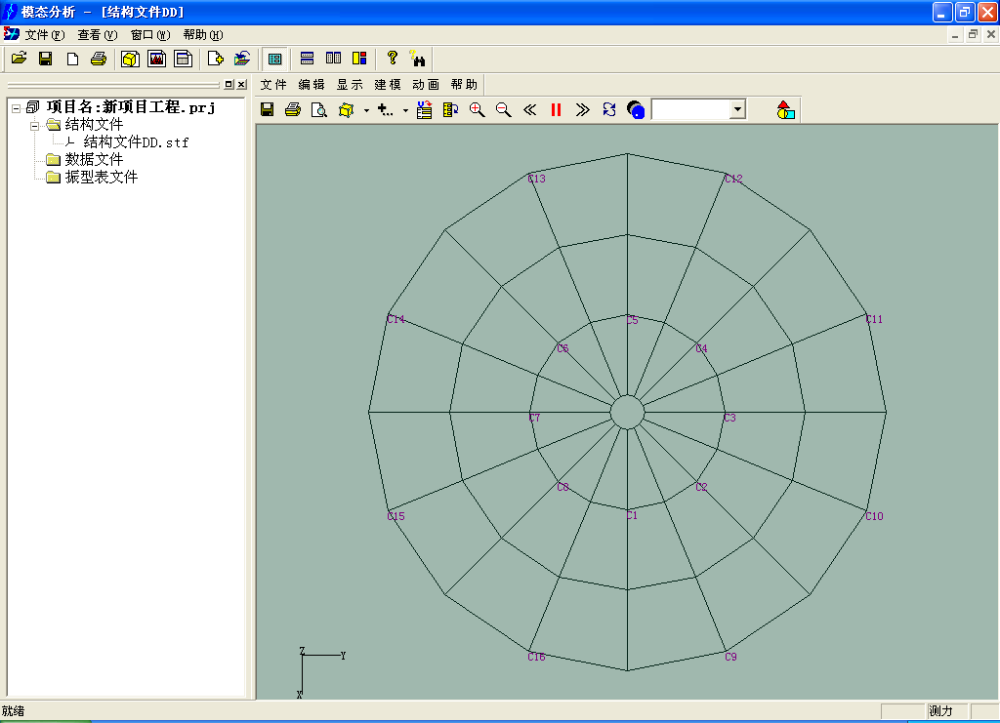 模态分析 - [结构文件DD]
文件(F) 查看(V) 窗口(W) 帮助(H)
文件 编辑 显示 建模 动画 帮助
项目名:新项目工程.prj
结构文件
结构文件DD.stf
数据文件
振型表文件
C13 C12
C14 C5 C11
C6 C4
C7 C3
C8 C2
C15 C1 C10
C16 C9
Z Y
X
就绪 测力